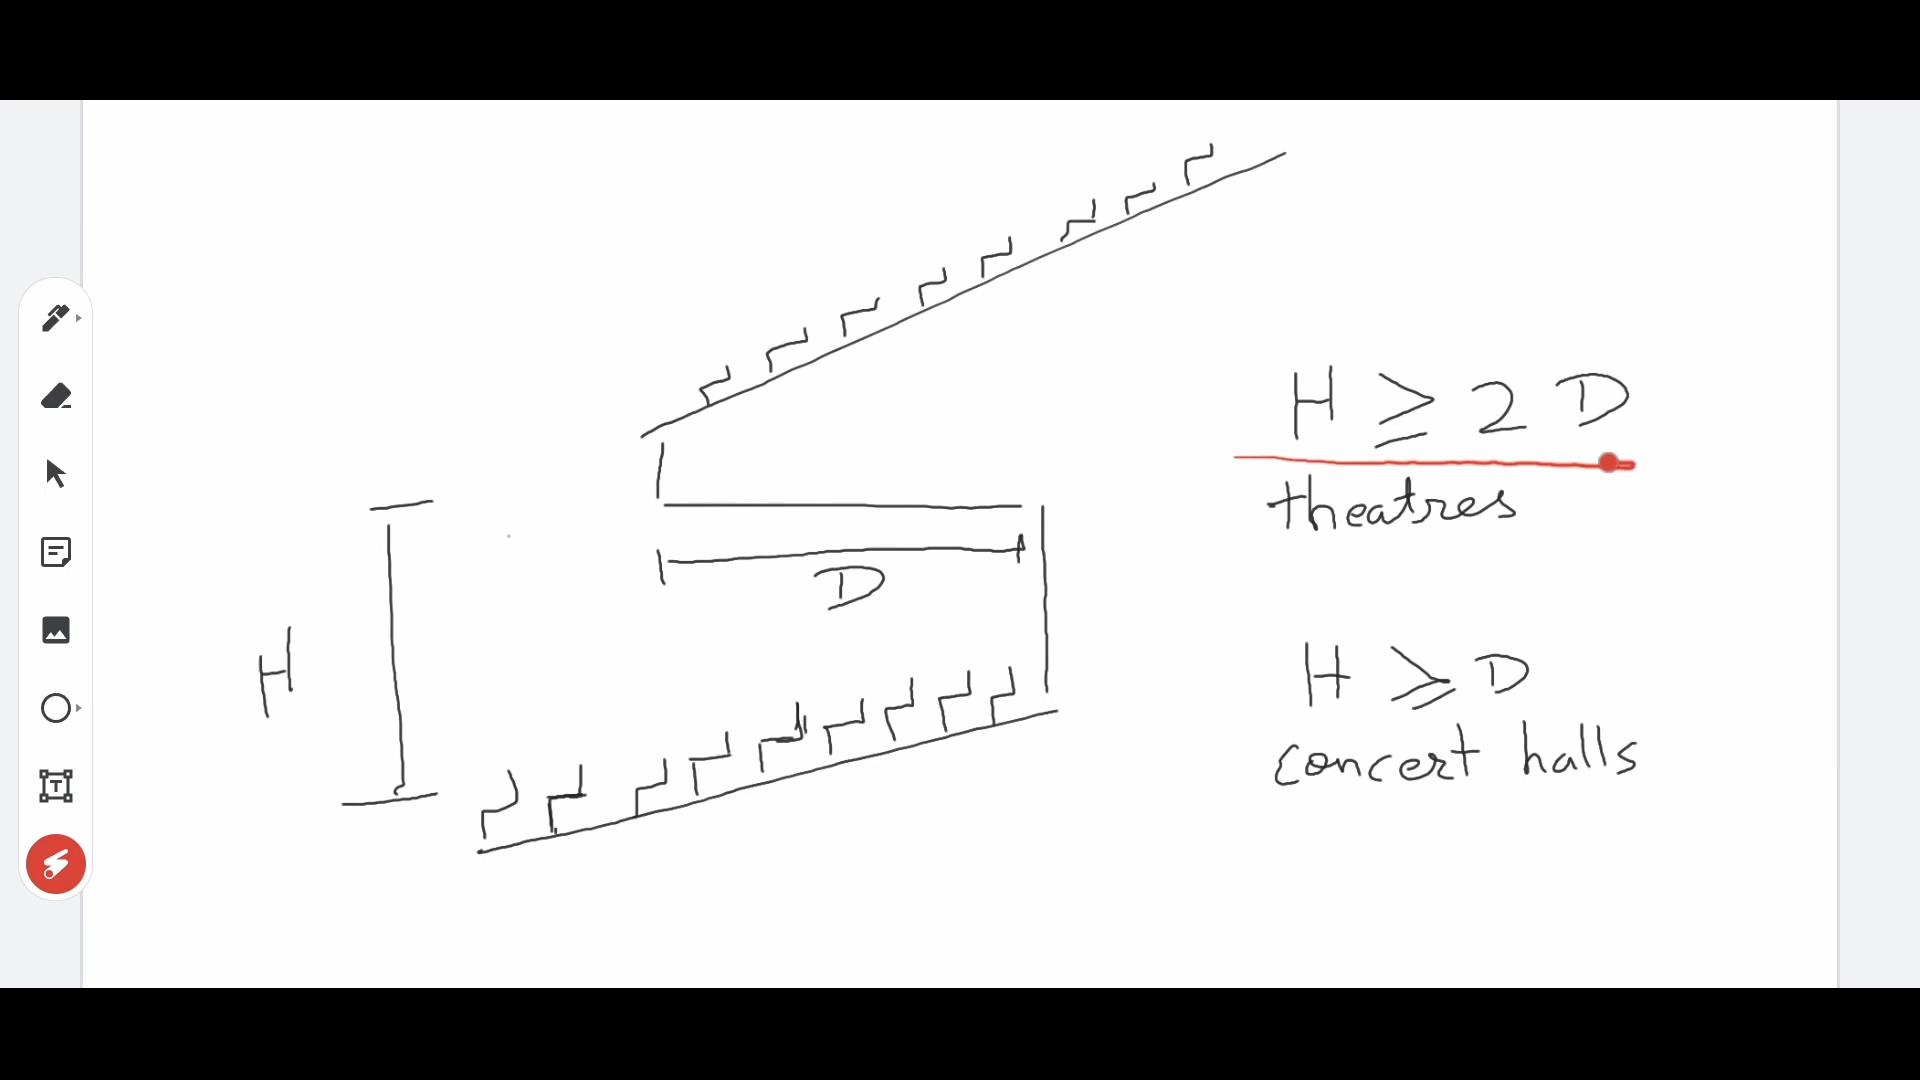 H ≥ 2 D
theatres
D
H
H ≥ D
concert halls